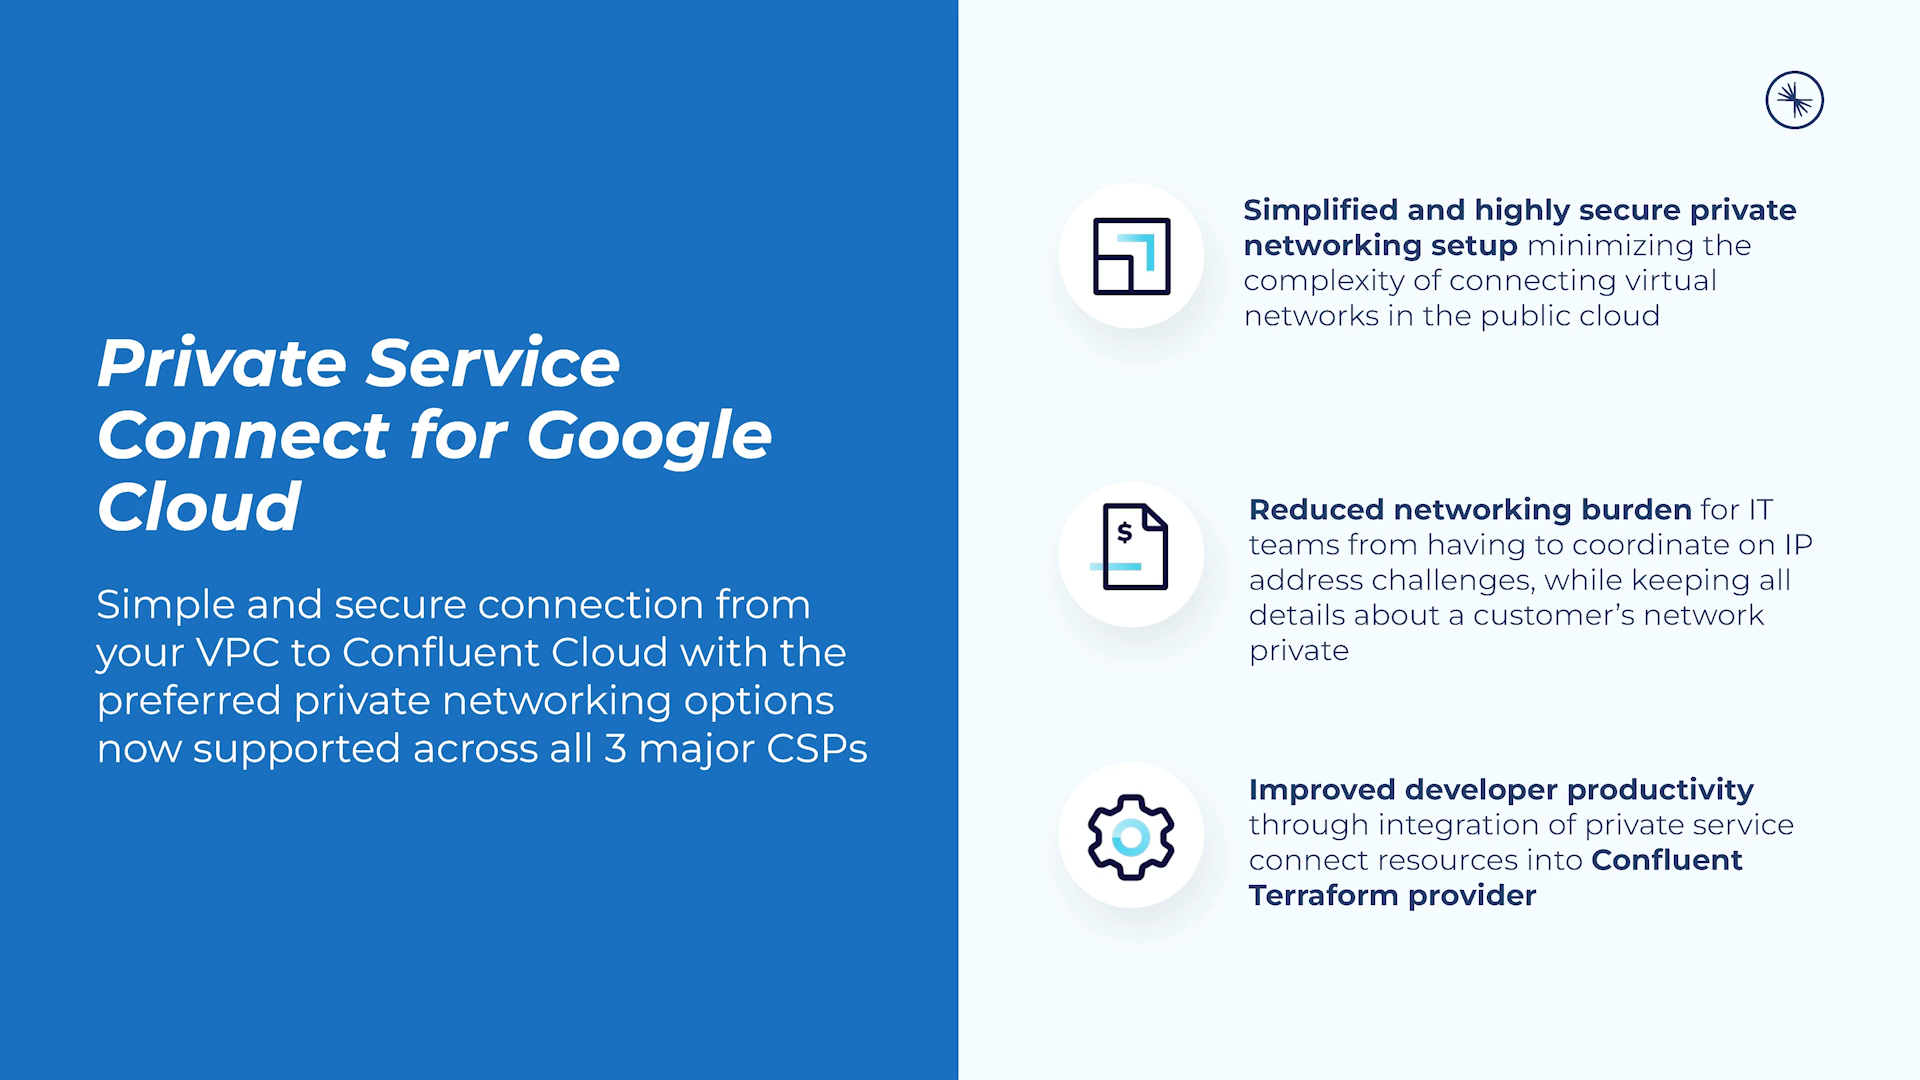 Private Service
Connect for Google
Cloud
Simple and secure connection from
your VPC to Confluent Cloud with the
preferred private networking options
now supported across all 3 major CSPs
Simplified and highly secure private
networking setup minimizing the
complexity of connecting virtual
networks in the public cloud
$
Reduced networking burden for IT
teams from having to coordinate on IP
address challenges, while keeping all
details about a customer’s network
private
Improved developer productivity
through integration of private service
connect resources into Confluent
Terraform provider